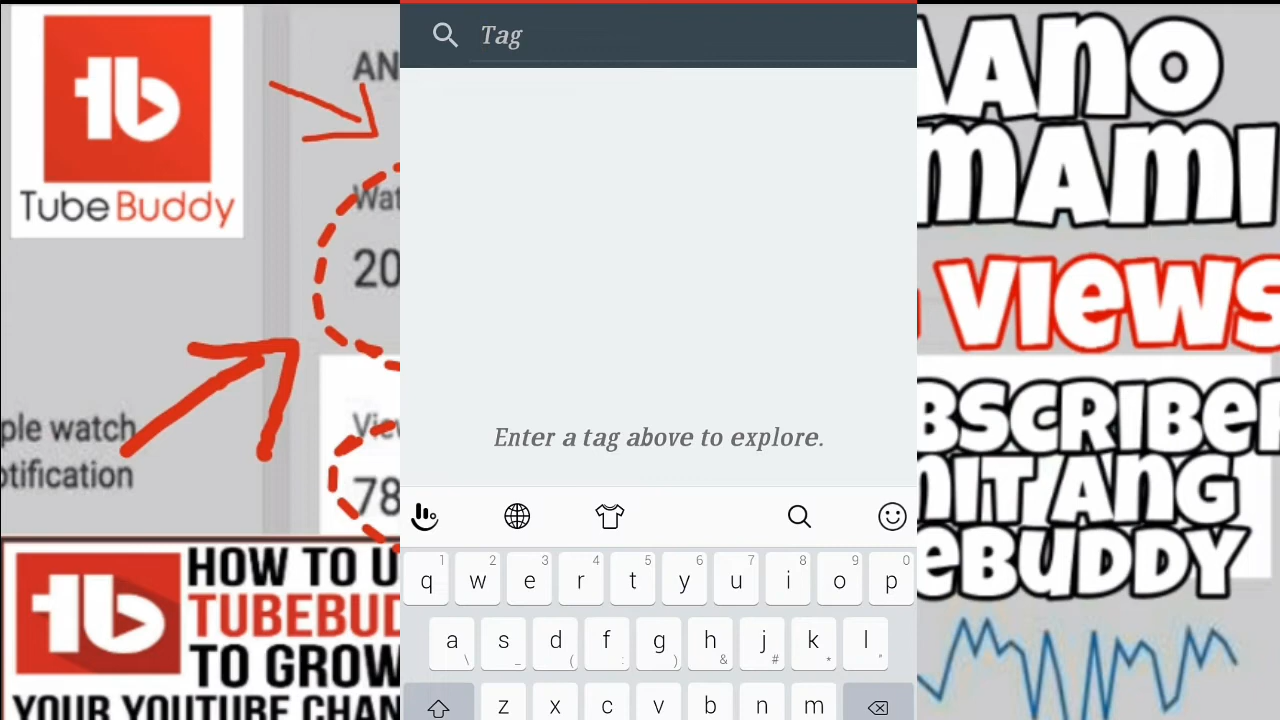 TubeBuddy
AN
Wat
20
ple watch
otification
View
78
HOW TO U
TUBEBUD
TO GROW
YOUR YOUTUBE CHAN
Tag
Enter a tag above to explore.
1 2 3 4 5 6 7 8 9 0
q w e r t y u i o p
a s d f g h j k l
\ _ ( : ) & # * "
z x c v b n m
AANO
MAMI
VIEWS
BSCRIBER
MIT ANG
eBUDDY